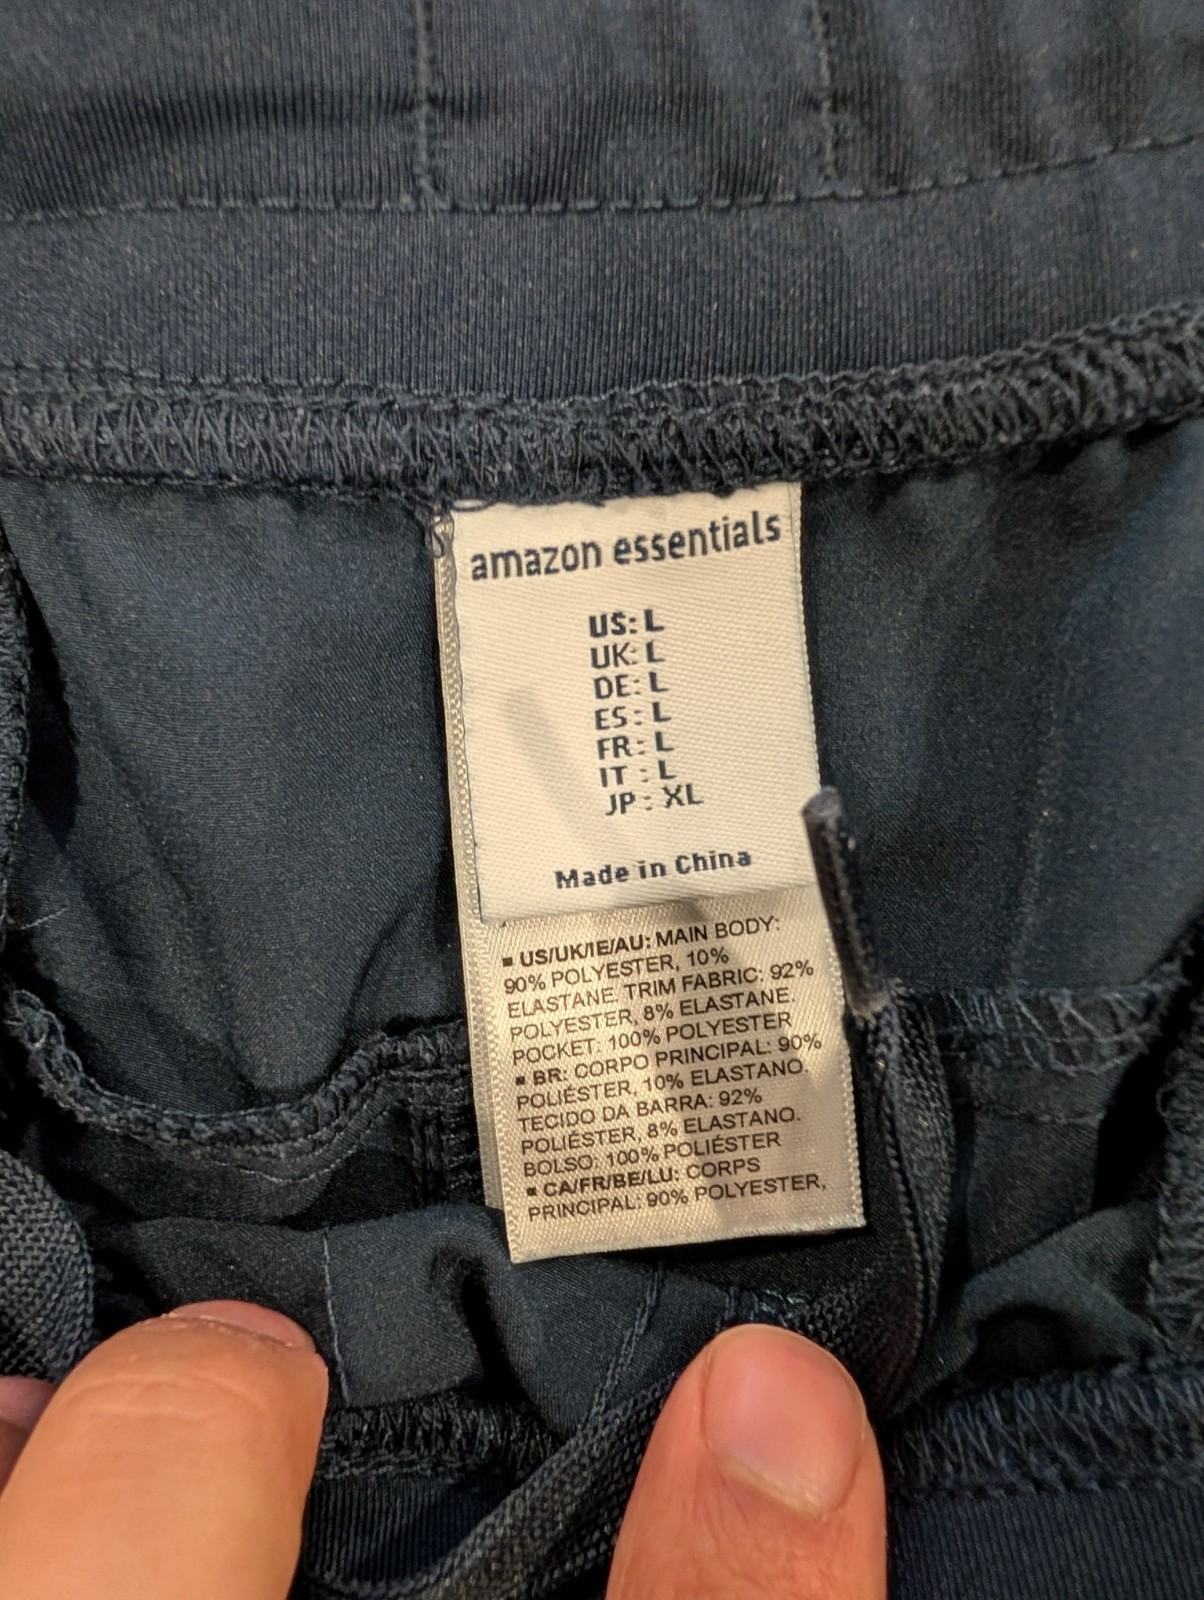 amazon essentials
US: L
UK: L
DE: L
ES: L
FR: L
IT : L
JP: XL
Made in China
▪ US/UK/IE/AU: MAIN BODY:
90% POLYESTER, 10%
ELASTANE. TRIM FABRIC: 92%
POLYESTER, 8% ELASTANE.
POCKET: 100% POLYESTER
▪ BR: CORPO PRINCIPAL: 90%
POLIÉSTER, 10% ELASTANO.
TECIDO DA BARRA: 92%
POLIÉSTER, 8% ELASTANO.
BOLSO: 100% POLIÉSTER
▪ CA/FR/BE/LU: CORPS
PRINCIPAL: 90% POLYESTER,